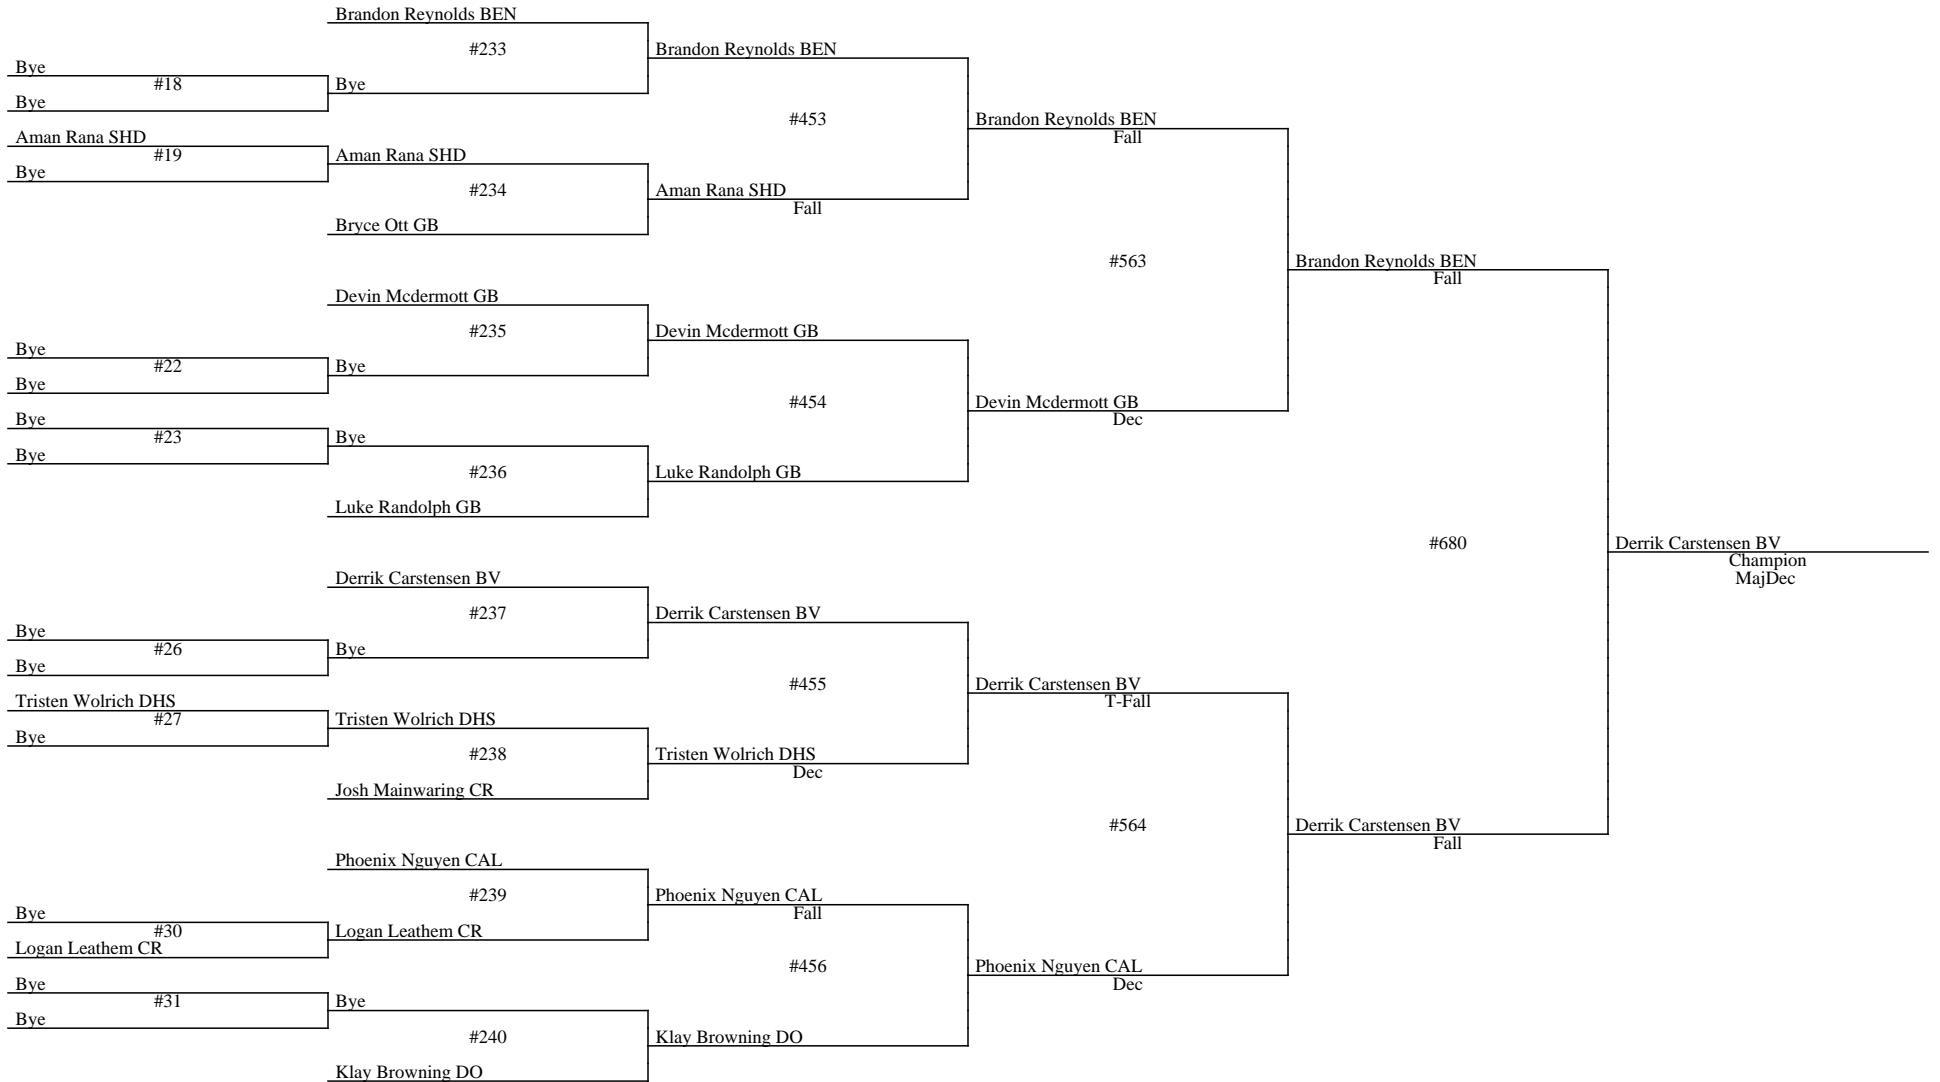 Brandon Reynolds BEN
#233
Brandon Reynolds BEN
Bye
#18
Bye
Bye
#453
Brandon Reynolds BEN
Fall
Aman Rana SHD
#19
Aman Rana SHD
Bye
#234
Aman Rana SHD
Fall
Bryce Ott GB
#563
Brandon Reynolds BEN
Fall
Devin Mcdermott GB
#235
Devin Mcdermott GB
Bye
#22
Bye
Bye
#454
Devin Mcdermott GB
Dec
Bye
#23
Bye
Bye
#236
Luke Randolph GB
Luke Randolph GB
#680
Derrik Carstensen BV
Champion
MajDec
Derrik Carstensen BV
#237
Derrik Carstensen BV
Bye
#26
Bye
Bye
#455
Derrik Carstensen BV
T-Fall
Tristen Wolrich DHS
#27
Tristen Wolrich DHS
Bye
#238
Tristen Wolrich DHS
Dec
Josh Mainwaring CR
#564
Derrik Carstensen BV
Fall
Phoenix Nguyen CAL
#239
Phoenix Nguyen CAL
Fall
Bye
#30
Logan Leathem CR
Logan Leathem CR
#456
Phoenix Nguyen CAL
Dec
Bye
#31
Bye
Bye
#240
Klay Browning DO
Klay Browning DO